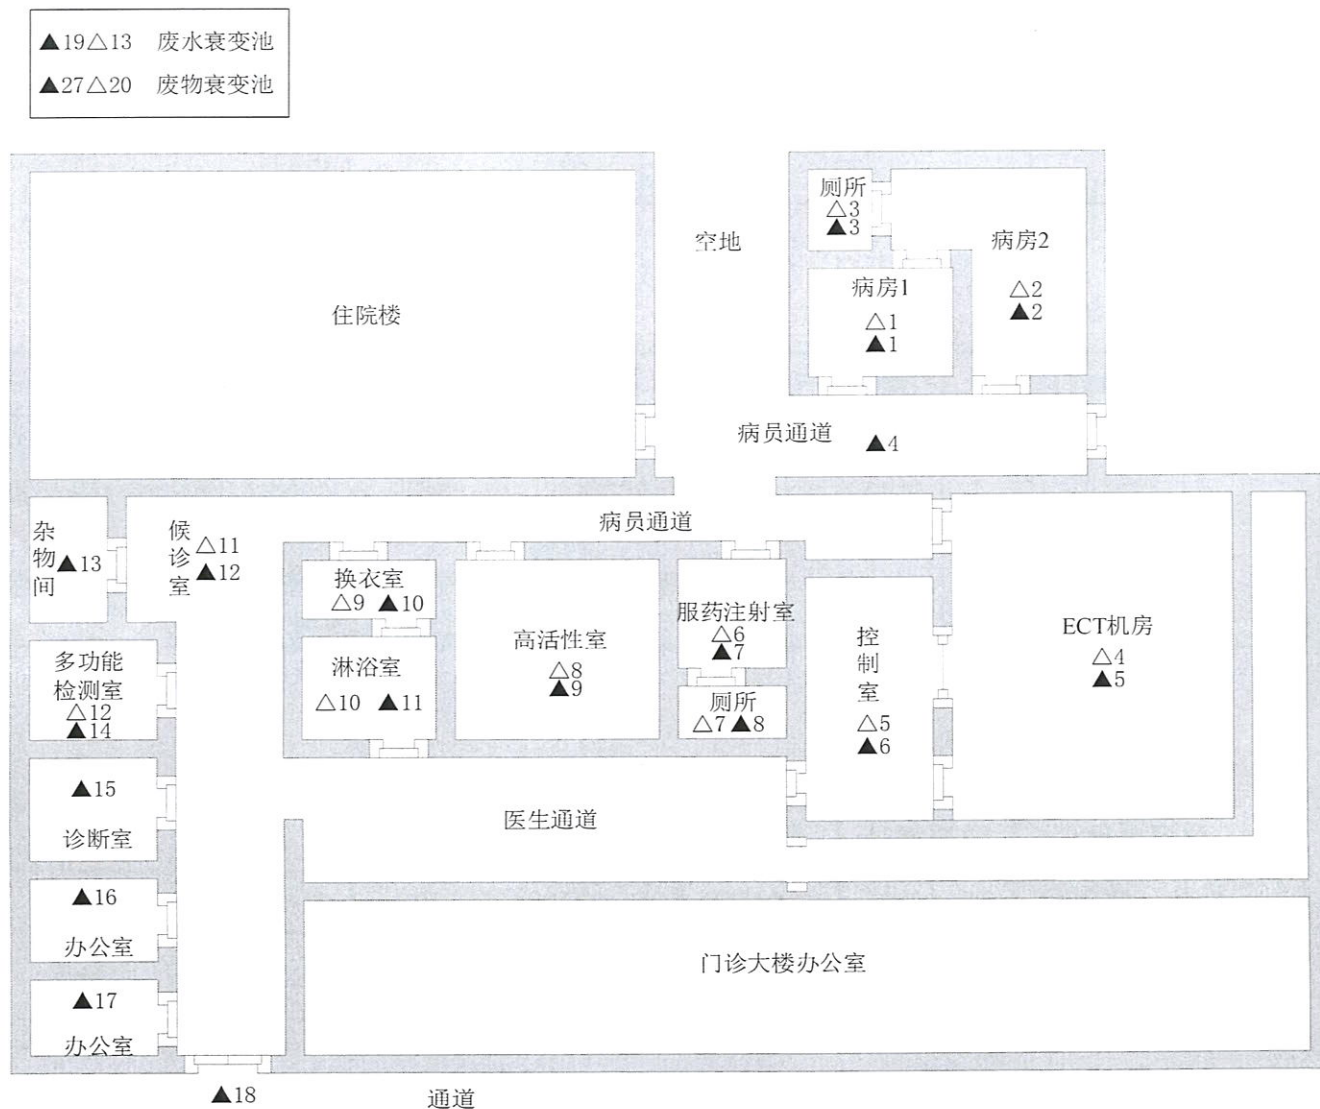 ▲19△13 废水衰变池
▲27△20 废物衰变池
厕所
△3
▲3
空地
病房2
△2
▲2
病房1
△1
▲1
住院楼
病员通道
▲4
病员通道
杂物间
▲13
候诊室
△11
▲12
换衣室
△9 ▲10
淋浴室
△10 ▲11
高活性室
△8
▲9
服药注射室
△6
▲7
厕所
△7 ▲8
控制室
△5
▲6
ECT机房
△4
▲5
多功能
检测室
△12
▲14
▲15
诊断室
医生通道
▲16
办公室
门诊大楼办公室
▲17
办公室
▲18
通道